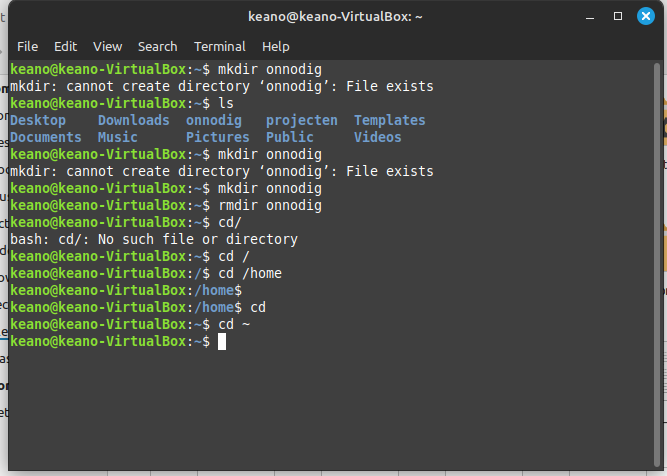 keano@keano-VirtualBox: ~
File Edit View Search Terminal Help
keano@keano-VirtualBox:~$ mkdir onnodig
mkdir: cannot create directory ‘onnodig’: File exists
keano@keano-VirtualBox:~$ ls
Desktop Downloads onnodig projecten Templates
Documents Music Pictures Public Videos
keano@keano-VirtualBox:~$ mkdir onnodig
mkdir: cannot create directory ‘onnodig’: File exists
keano@keano-VirtualBox:~$ mkdir onnodig
keano@keano-VirtualBox:~$ rmdir onnodig
keano@keano-VirtualBox:~$ cd/
bash: cd/: No such file or directory
keano@keano-VirtualBox:~$ cd /
keano@keano-VirtualBox:/$ cd /home
keano@keano-VirtualBox:/home$
keano@keano-VirtualBox:/home$ cd
keano@keano-VirtualBox:~$ cd ~
keano@keano-VirtualBox:~$